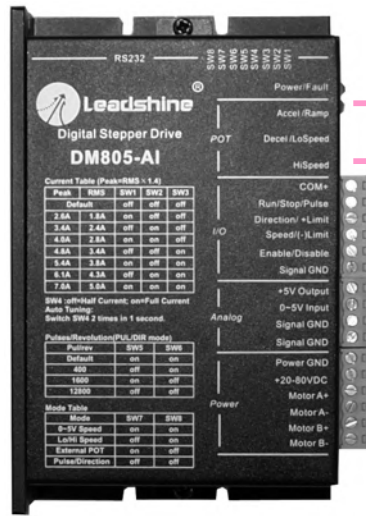 RS232
SW8
SW7
SW6
SW5
SW4
SW3
SW2
SW1
Power/Fault
Leadshine®
Digital Stepper Drive
DM805-AI
POT
Accel /Ramp
Decel /LoSpeed
HiSpeed
Current Table (Peak=RMS × 1.4)
Peak RMS SW1 SW2 SW3
Default off off off
2.6A 1.8A on off off
3.4A 2.4A off on off
4.0A 2.8A on on off
4.8A 3.4A off off on
5.4A 3.8A on off on
6.1A 4.3A off on on
7.0A 5.0A on on on
SW4 :off=Half Current; on=Full Current
Auto Tuning:
Switch SW4 2 times in 1 second.
Pulses/Revolution(PUL/DIR mode)
Pul/rev SW5 SW6
Default on on
400 off on
1600 on off
12800 off off
Mode Table
Mode SW7 SW8
0~5V Speed on on
Lo/Hi Speed off on
External POT on off
Pulse/Direction off off
I/O
COM+
Run/Stop/Pulse
Direction/ +Limit
Speed/(-)Limit
Enable/Disable
Signal GND
Analog
+5V Output
0~5V Input
Signal GND
Signal GND
Power
Power GND
+20-80VDC
Motor A+
Motor A-
Motor B+
Motor B-